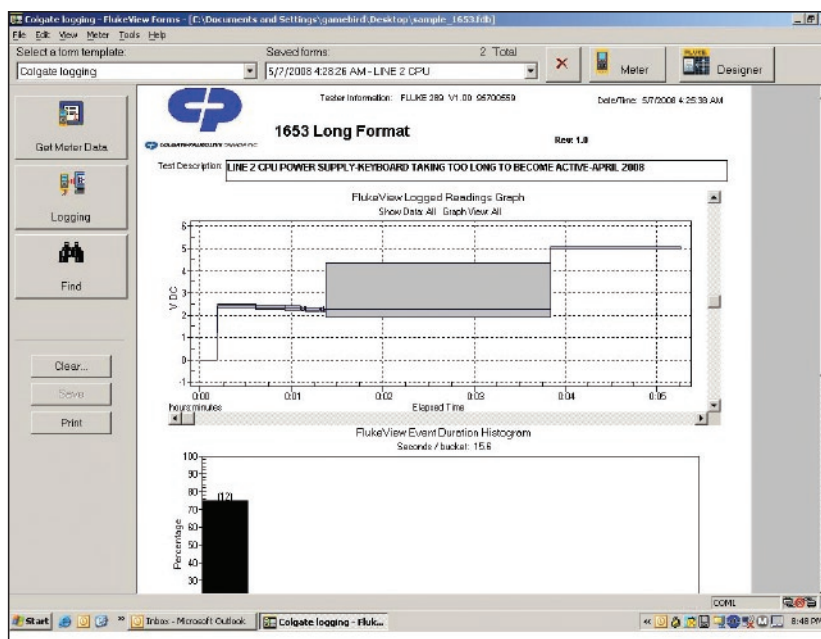 Colgate logging - FlukeView Forms - [C:\Documents and Settings\gamebird\Desktop\sample_1653.fdb]
File Edit View Meter Tools Help
Select a form template:
Saved forms:
2 Total
Colgate logging
5/7/2008 4:28:26 AM - LINE 2 CPU
Meter
Designer
Get Meter Data
Logging
Find
Clear...
Save
Print
Tester Information: FLUKE 289 V1.00 95700559
Date/Time: 5/7/2008 4:25:38 AM
CP
1653 Long Format
Rev: 1.0
Test Description:
LINE 2 CPU POWER SUPPLY-KEYBOARD TAKING TOO LONG TO BECOME ACTIVE-APRIL 2008
FlukeView Logged Readings Graph
Show Data: All Graph View: All
V DC
6
5
4
3
2
1
0
-1
0:00
0:01
0:02
0:03
0:04
0:05
hours:minutes
Elapsed Time
FlukeView Event Duration Histogram
Seconds / bucket: 15.6
Percentage
100
90
80
70
60
50
40
30
(12)
COM1
Start
Inbox - Microsoft Outlook
Colgate logging - Fluk...
8:48 PM